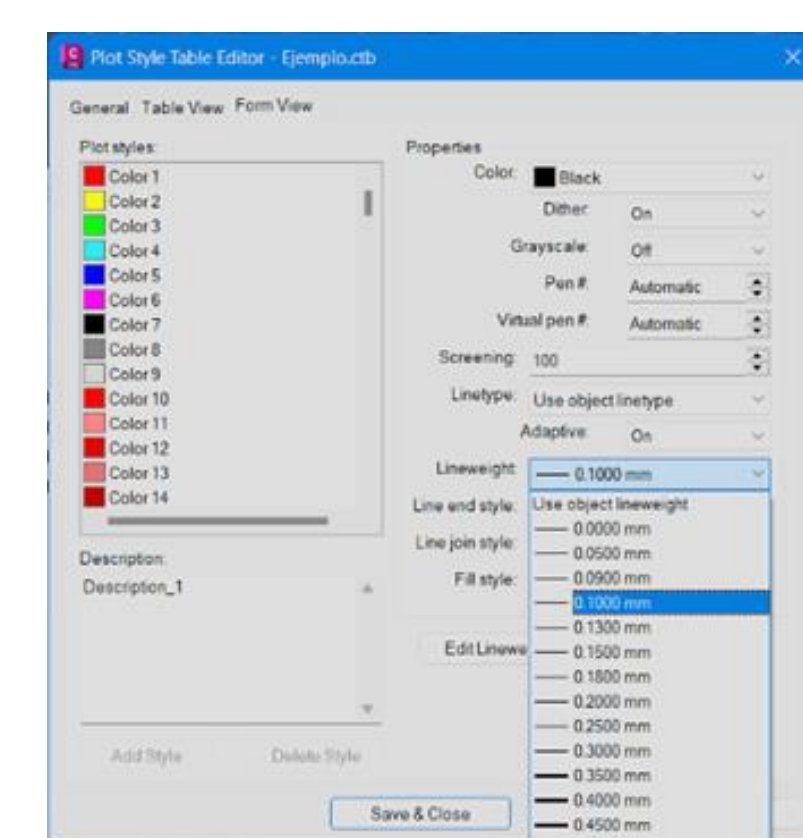 Plot Style Table Editor - Ejemplo.ctb
General Table View Form View
Plot styles:
Color 1
Color 2
Color 3
Color 4
Color 5
Color 6
Color 7
Color 8
Color 9
Color 10
Color 11
Color 12
Color 13
Color 14
Description:
Description_1
Add Style Delete Style
Properties
Color: Black
Dither: On
Grayscale: Off
Pen #: Automatic
Virtual pen #: Automatic
Screening: 100
Linetype: Use object linetype
Adaptive: On
Lineweight: 0.1000 mm
Line end style: Use object lineweight
0.0000 mm
Line join style: 0.0500 mm
Fill style: 0.0900 mm
0.1000 mm
0.1300 mm
Edit Linewe 0.1500 mm
0.1800 mm
0.2000 mm
0.2500 mm
0.3000 mm
0.3500 mm
0.4000 mm
0.4500 mm
Save & Close